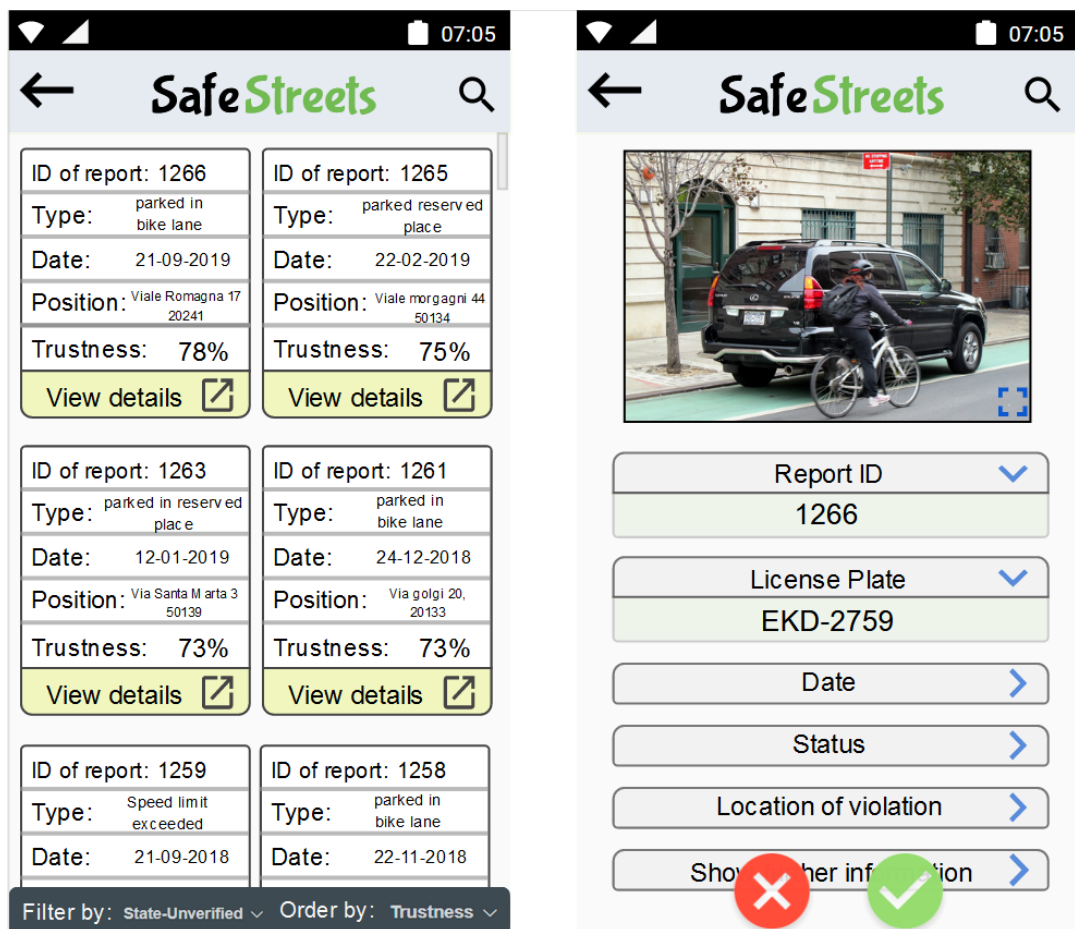 07:05
SafeStreets
ID of report: 1266
Type: parked in
bike lane
Date: 21-09-2019
Position: Viale Romagna 17
20241
Trustness: 78%
View details
ID of report: 1265
Type: parked reserved
place
Date: 22-02-2019
Position: Viale morgagni 44
50134
Trustness: 75%
View details
ID of report: 1263
Type: parked in reserved
place
Date: 12-01-2019
Position: Via Santa Marta 3
50139
Trustness: 73%
View details
ID of report: 1261
Type: parked in
bike lane
Date: 24-12-2018
Position: Via golgi 20,
20133
Trustness: 73%
View details
ID of report: 1259
Type: Speed limit
exceeded
Date: 21-09-2018
ID of report: 1258
Type: parked in
bike lane
Date: 22-11-2018
Filter by: State-Unverified Order by: Trustness
07:05
SafeStreets
NO STOPPING
ANYTIME
Report ID
1266
License Plate
EKD-2759
Date
Status
Location of violation
Show her information